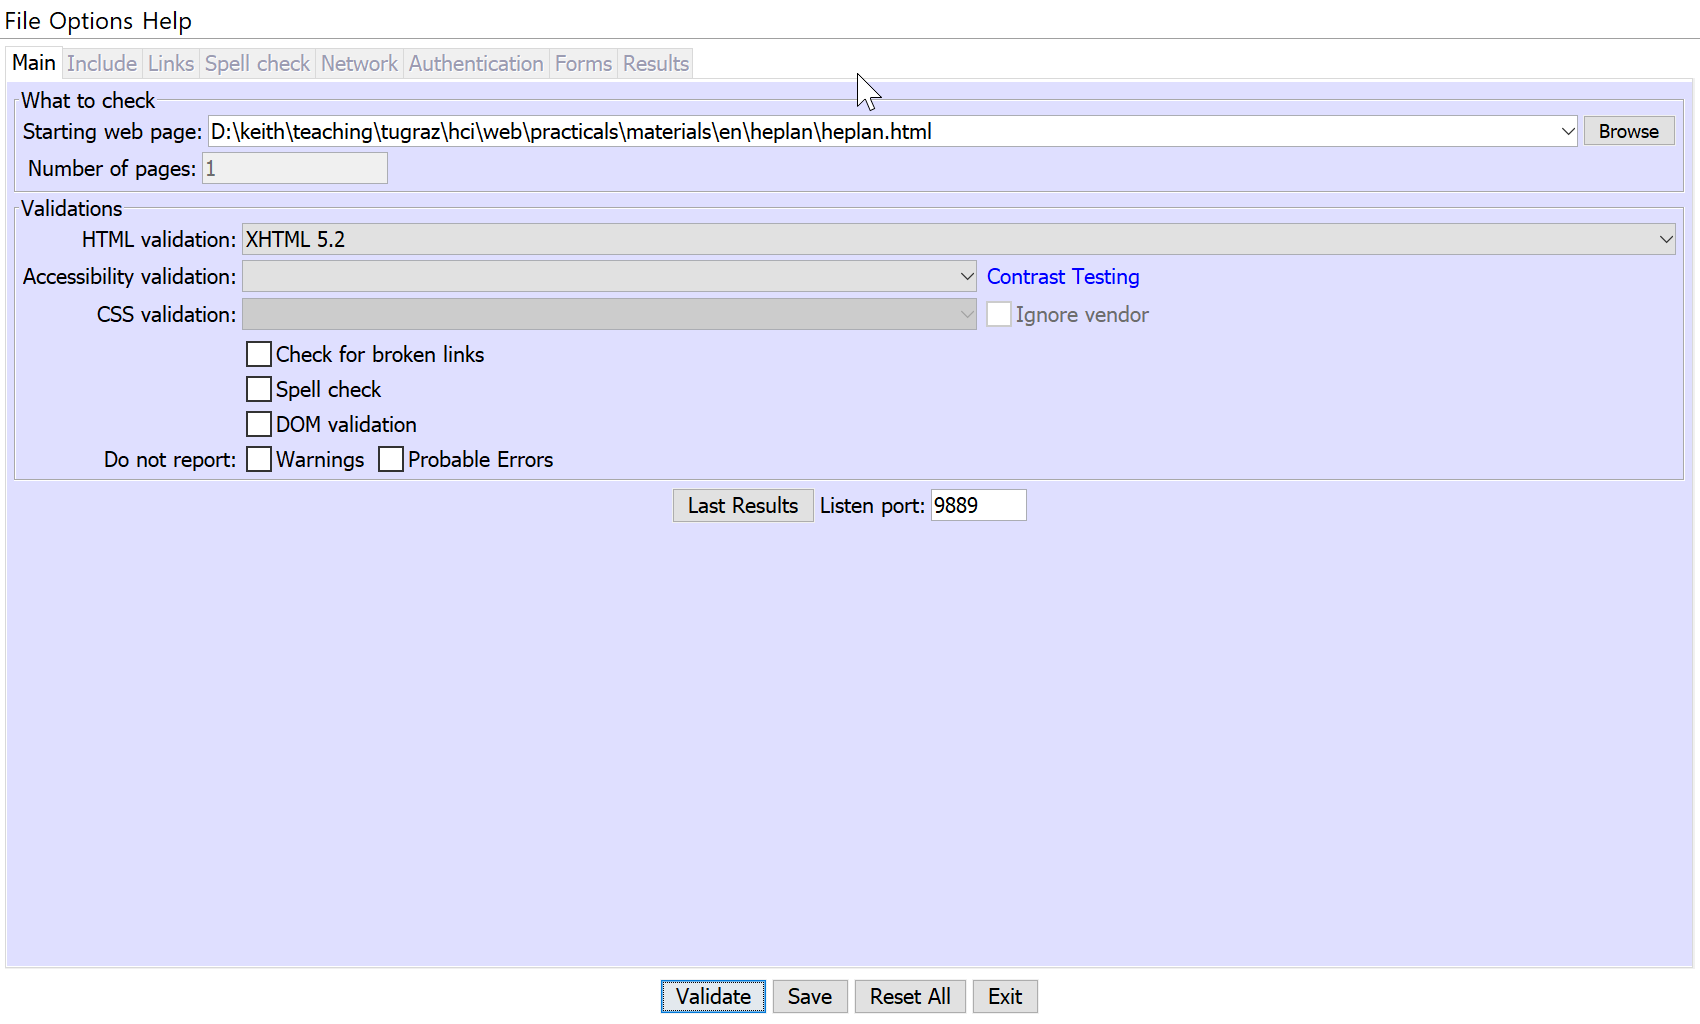 File Options Help
Main Include Links Spell check Network Authentication Forms Results
What to check
Starting web page: D:\keith\teaching\tugraz\hci\web\practicals\materials\en\heplan\heplan.html Browse
Number of pages: 1
Validations
HTML validation: XHTML 5.2
Accessibility validation: Contrast Testing
CSS validation: Ignore vendor
Check for broken links
Spell check
DOM validation
Do not report: Warnings Probable Errors
Last Results Listen port: 9889
Validate Save Reset All Exit